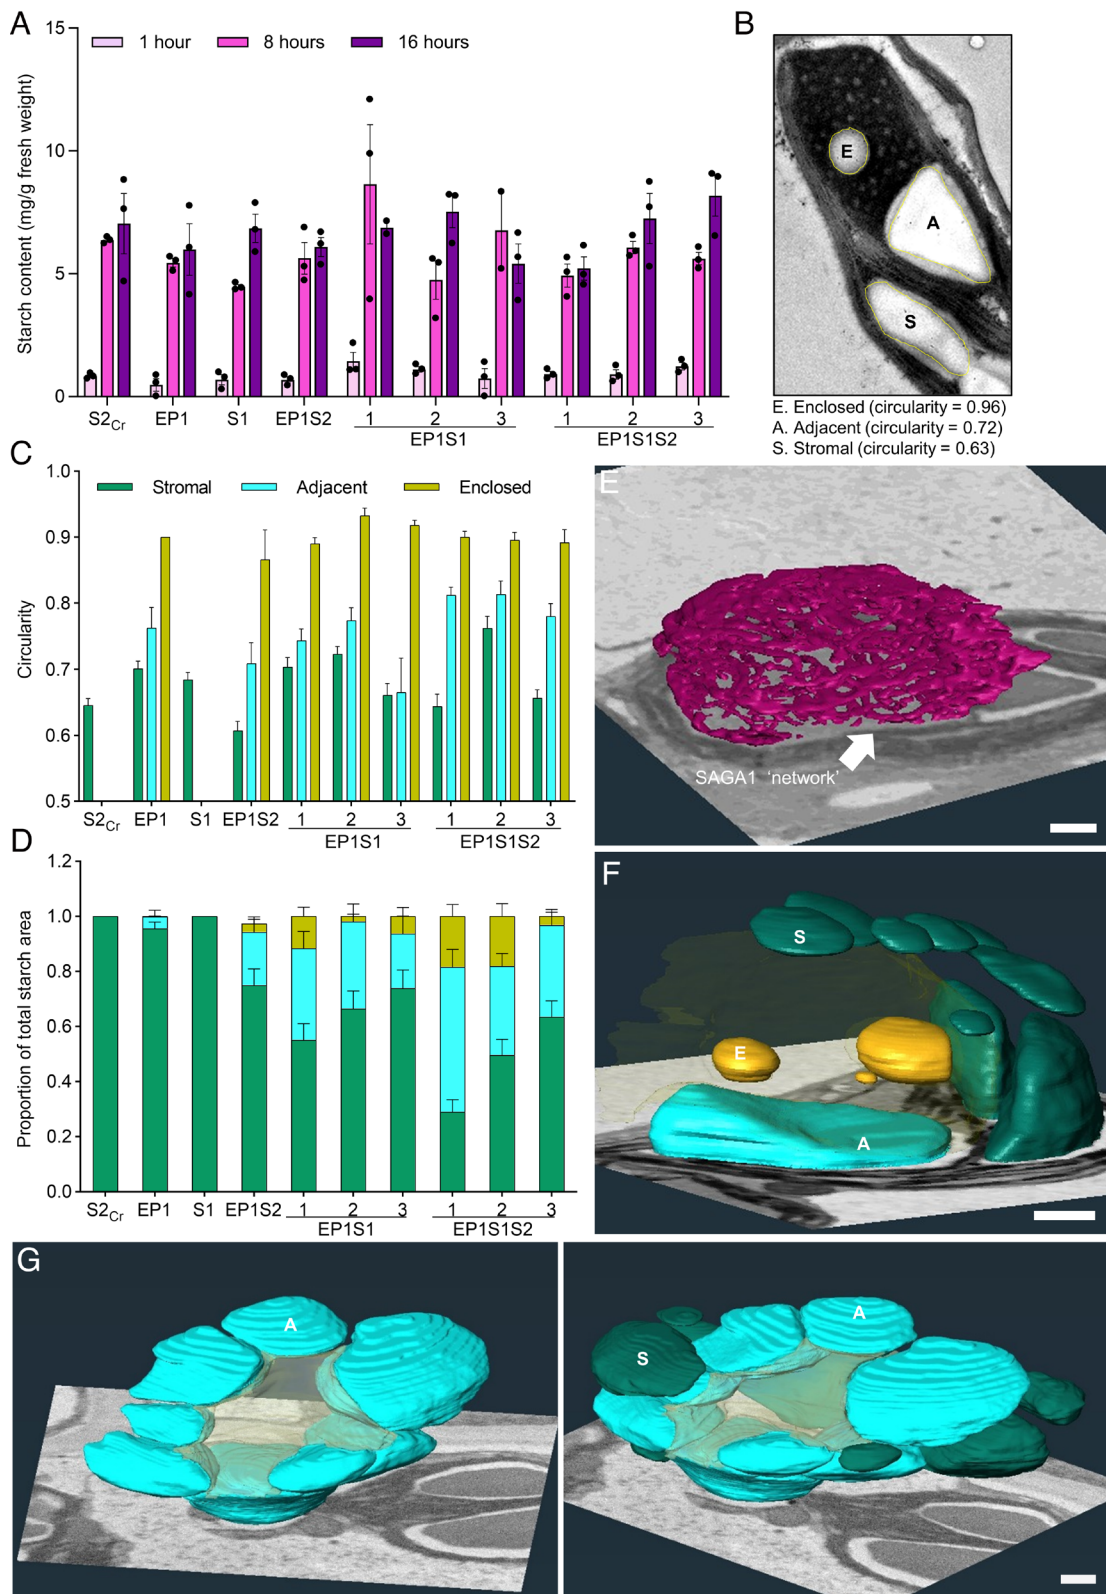 A
Starch content (mg/g fresh weight)
1 hour 8 hours 16 hours
15
10
5
0
S2Cr EP1 S1 EP1S2 1 2 3 1 2 3
EP1S1 EP1S1S2
B
E
A
S
E. Enclosed (circularity = 0.96)
A. Adjacent (circularity = 0.72)
S. Stromal (circularity = 0.63)
C
Circularity
Stromal Adjacent Enclosed
1.0
0.9
0.8
0.7
0.6
0.5
S2Cr EP1 S1 EP1S2 1 2 3 1 2 3
EP1S1 EP1S1S2
D
Proportion of total starch area
1.2
1.0
0.8
0.6
0.4
0.2
0.0
S2Cr EP1 S1 EP1S2 1 2 3 1 2 3
EP1S1 EP1S1S2
E
SAGA1 ‘network’
F
S
E
A
G
A
A
S